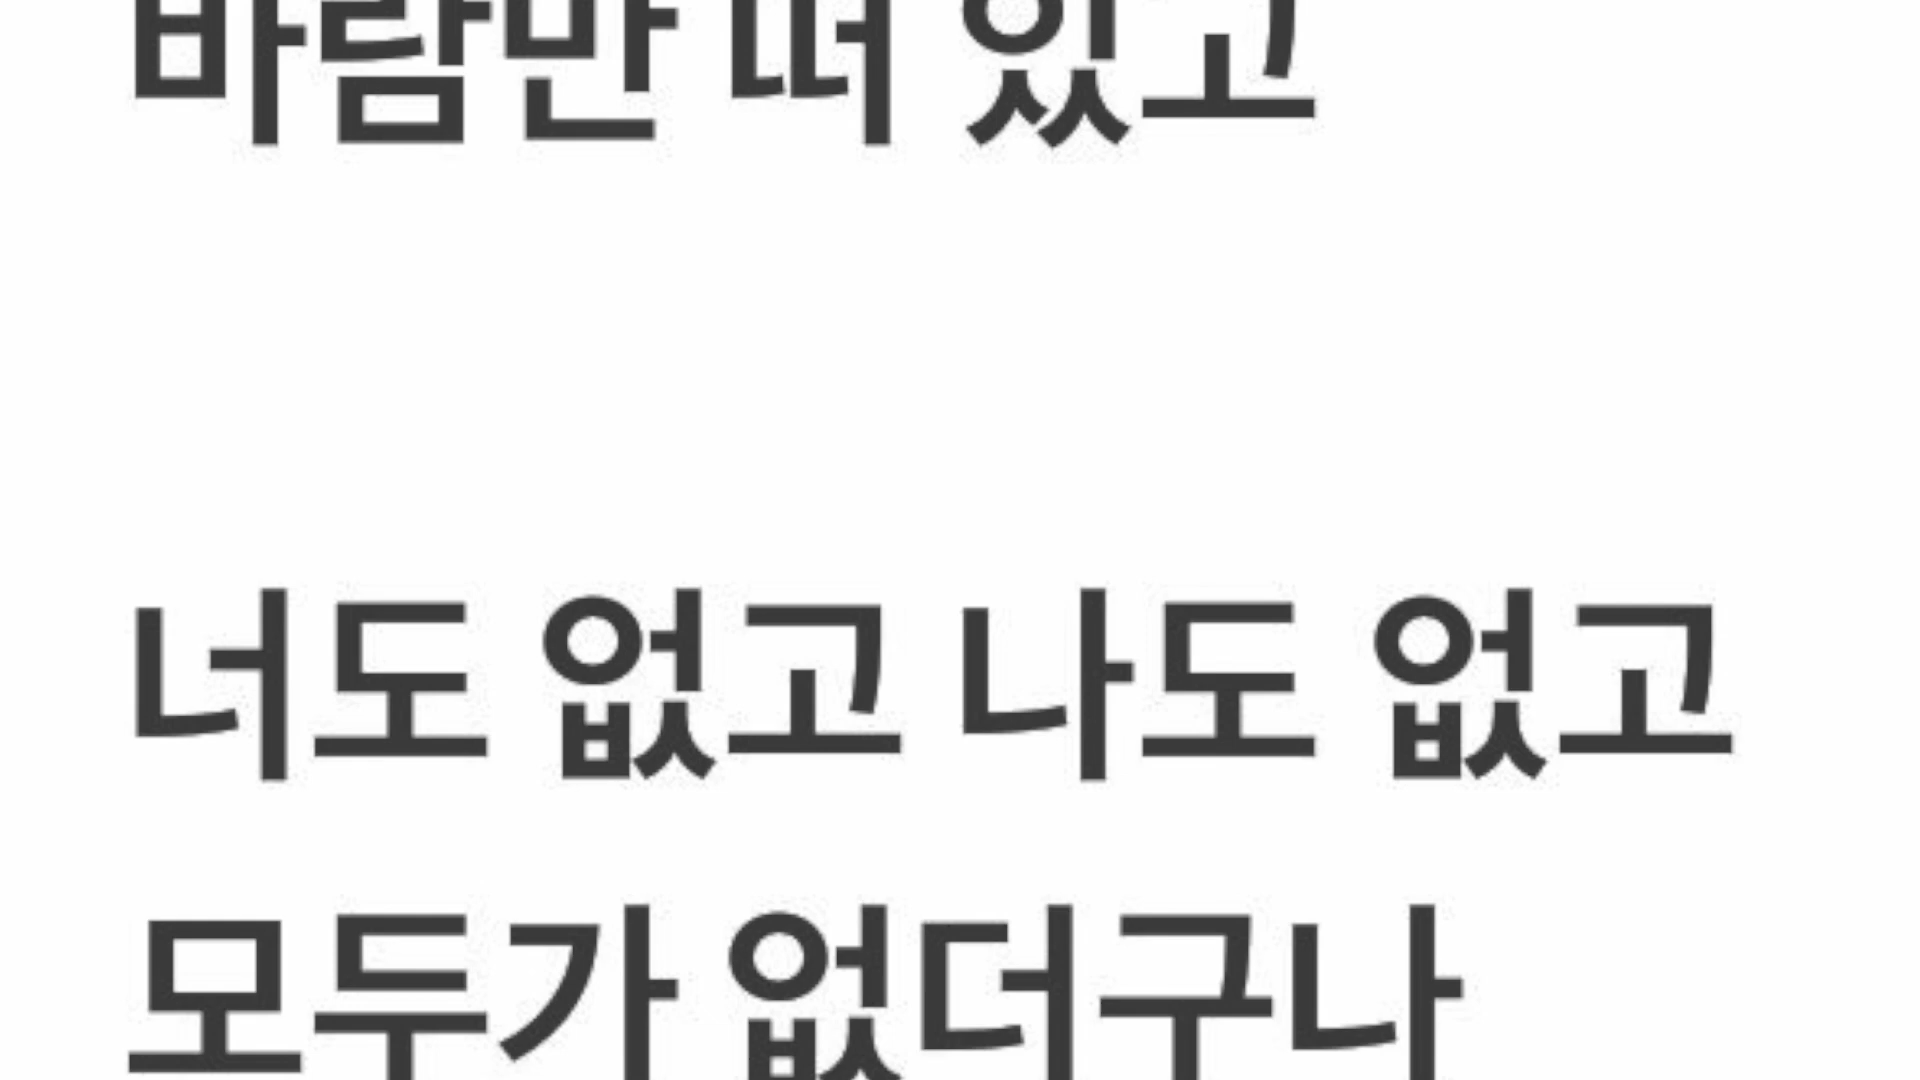 바람만 떠 있고
너도 없고 나도 없고
모두가 없더구나